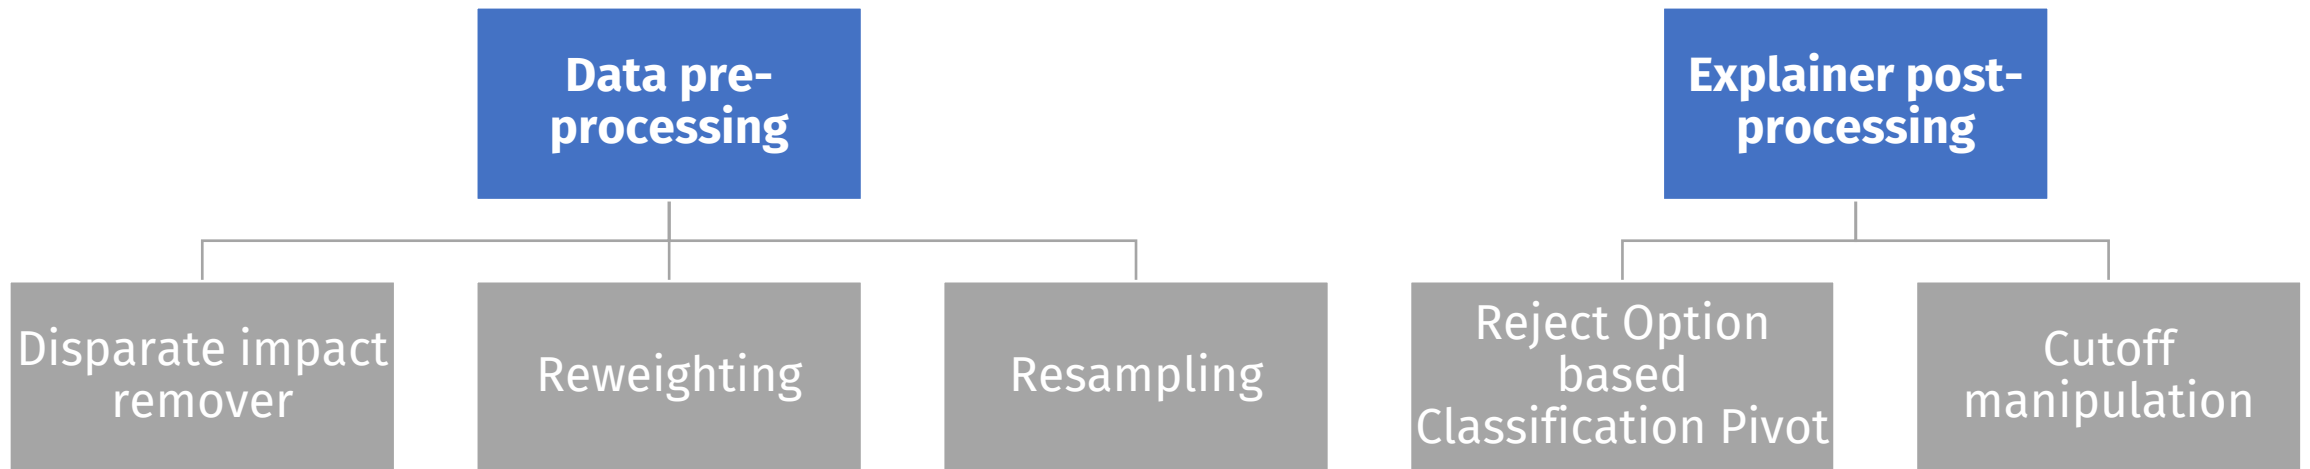 Data pre-
processing
Explainer post-
processing
Disparate impact
remover
Reweighting
Resampling
Reject Option
based
Classification Pivot
Cutoff
manipulation